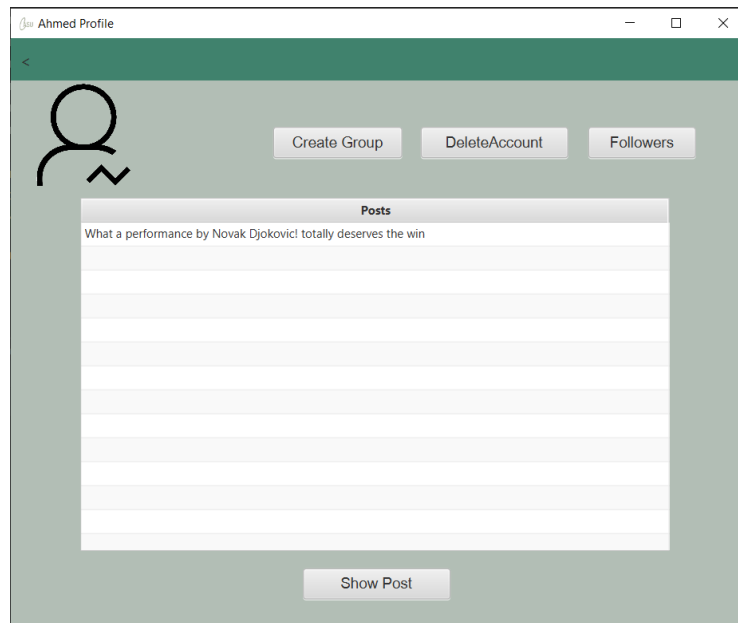 Ahmed Profile
<
Create Group DeleteAccount Followers
Posts
What a performance by Novak Djokovic! totally deserves the win
Show Post